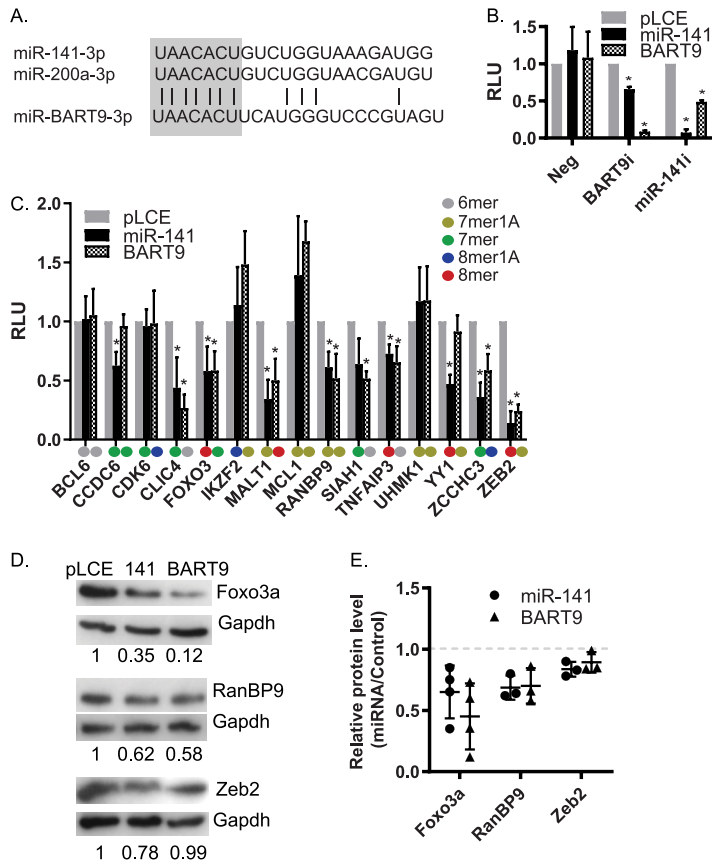 A.
miR-141-3p UAACACUGUCUGGUAAAGAUGG
miR-200a-3p UAACACUGUCUGGUAACGAUGU
miR-BART9-3p UAACACUUCAUGGGUCCCGUAGU
B.
pLCE
miR-141
BART9
RLU
1.5
1.0
0.5
0.0
* * * *
Neg BART9i miR-141i
C.
pLCE
miR-141
BART9
6mer
7mer1A
7mer
8mer1A
8mer
RLU
2.0
1.5
1.0
0.5
0.0
* * * * * * * * * * * * * * * * * *
BCL6 CCDC6 CDK6 CLIC4 FOXO3 IKZF2 MALT1 MCL1 RANBP9 SIAH1 TNFAIP3 UHMK1 YY1 ZCCHC3 ZEB2
D.
pLCE 141 BART9
Foxo3a
Gapdh
1 0.35 0.12
RanBP9
Gapdh
1 0.62 0.58
Zeb2
Gapdh
1 0.78 0.99
E.
miR-141
BART9
Relative protein level
(miRNA/Control)
1.5
1.0
0.5
0.0
Foxo3a RanBP9 Zeb2